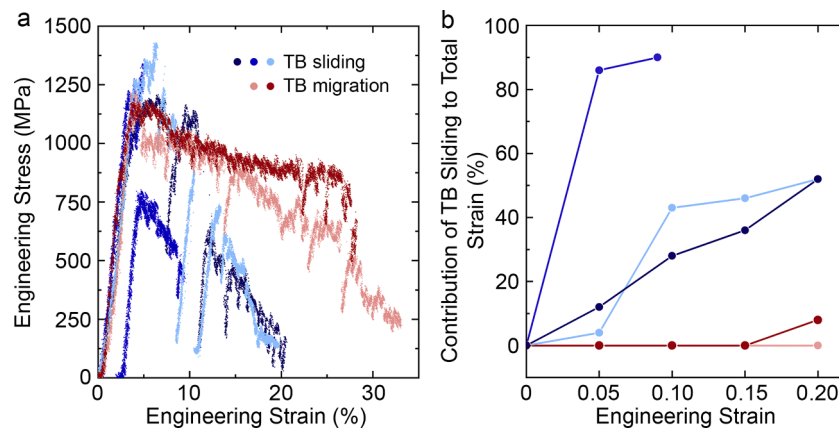 a
1500
1250
1000
750
500
250
0
Engineering Stress (MPa)
TB sliding
TB migration
0
10
20
30
Engineering Strain (%)
b
100
80
60
40
20
0
Contribution of TB Sliding to Total
Strain (%)
0
0.05
0.10
0.15
0.20
Engineering Strain